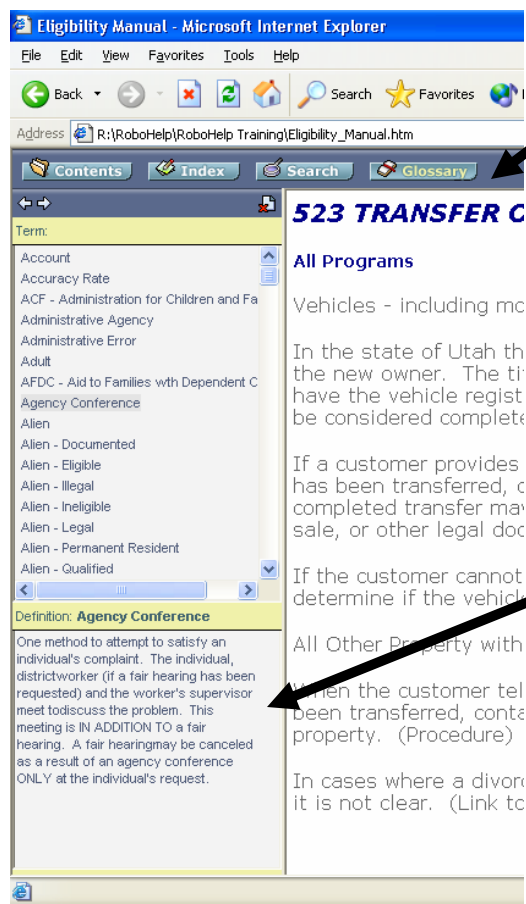 Eligibility Manual - Microsoft Internet Explorer
File Edit View Favorites Tools Help
Back Search Favorites
Address R:\RoboHelp\RoboHelp Training\Eligibility_Manual.htm
Contents Index Search Glossary
Term:
Account
Accuracy Rate
ACF - Administration for Children and Fa
Administrative Agency
Administrative Error
Adult
AFDC - Aid to Families wth Dependent C
Agency Conference
Alien
Alien - Documented
Alien - Eligible
Alien - Illegal
Alien - Ineligible
Alien - Legal
Alien - Permanent Resident
Alien - Qualified
Definition: Agency Conference
One method to attempt to satisfy an
individual's complaint. The individual,
districtworker (if a fair hearing has been
requested) and the worker's supervisor
meet todiscuss the problem. This
meeting is IN ADDITION TO a fair
hearing. A fair hearingmay be canceled
as a result of an agency conference
ONLY at the individual's request.
523 TRANSFER
All Programs
Vehicles - including mo
In the state of Utah th
the new owner. The ti
have the vehicle regist
be considered complete
If a customer provides
has been transferred,
completed transfer may
sale, or other legal doc
If the customer cannot
determine if the vehicle
All Other Property with
When the customer tel
been transferred, conta
property. (Procedure)
In cases where a divor
it is not clear. (Link to